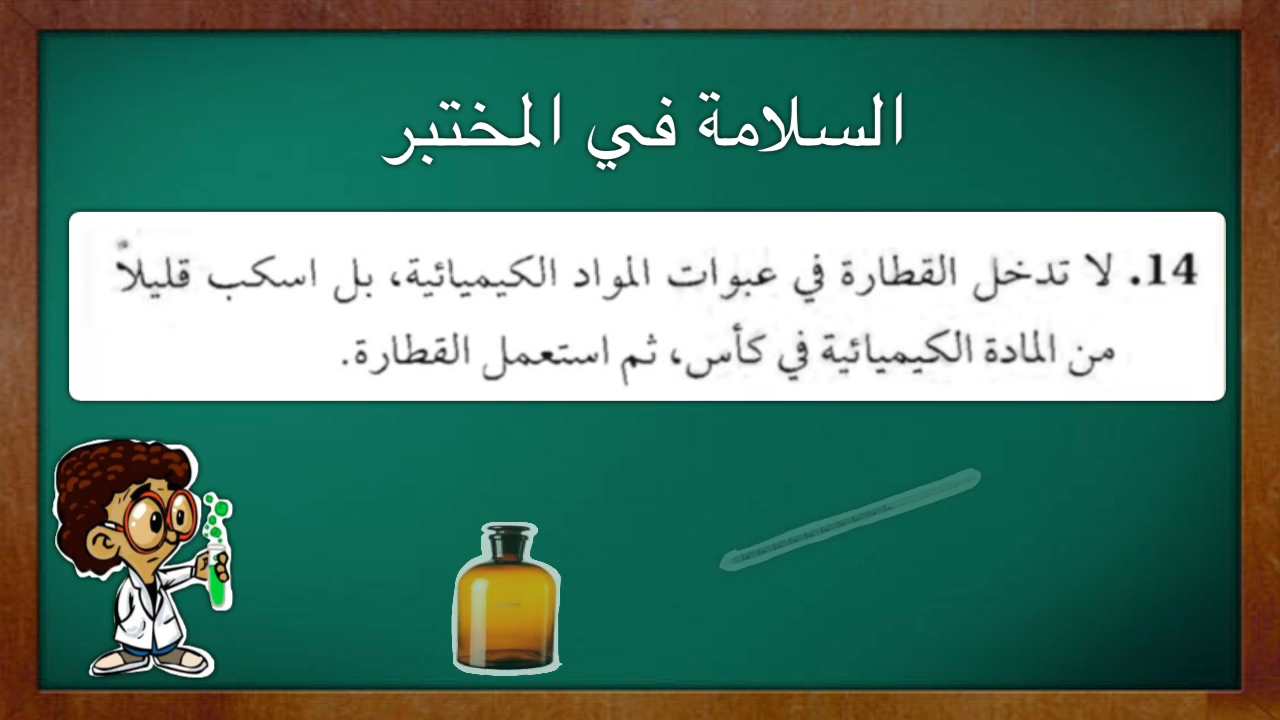 السلامة في المختبر
14. لا تدخل القطارة في عبوات المواد الكيميائية، بل اسكب قليلاً
من المادة الكيميائية في كأس، ثم استعمل القطارة.